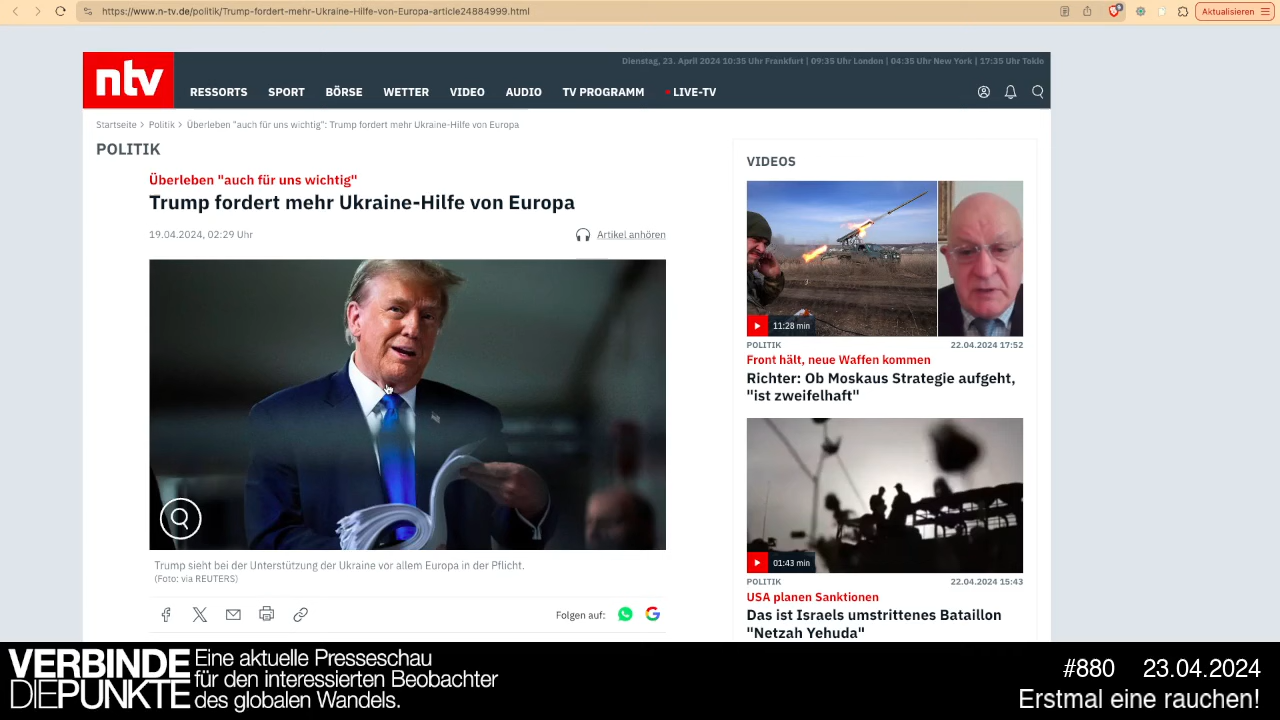 https://www.n-tv.de/politik/Trump-fordert-mehr-Ukraine-Hilfe-von-Europa-article24884999.html
Aktualisieren
ntv
Dienstag, 23. April 2024 10:35 Uhr Frankfurt | 09:35 Uhr London | 04:35 Uhr New York | 17:35 Uhr Tokio
RESSORTS SPORT BÖRSE WETTER VIDEO AUDIO TV PROGRAMM LIVE-TV
Startseite > Politik > Überleben "auch für uns wichtig": Trump fordert mehr Ukraine-Hilfe von Europa
POLITIK
Überleben "auch für uns wichtig"
Trump fordert mehr Ukraine-Hilfe von Europa
19.04.2024, 02:29 Uhr
Artikel anhören
Trump sieht bei der Unterstützung der Ukraine vor allem Europa in der Pflicht.
(Foto: via REUTERS)
Folgen auf:
VIDEOS
11:28 min
POLITIK 22.04.2024 17:52
Front hält, neue Waffen kommen
Richter: Ob Moskaus Strategie aufgeht,
"ist zweifelhaft"
01:43 min
POLITIK 22.04.2024 15:43
USA planen Sanktionen
Das ist Israels umstrittenes Bataillon
"Netzah Yehuda"
VERBINDE
DIEPUNKTE
Eine aktuelle Presseschau
für den interessierten Beobachter
des globalen Wandels.
#880 23.04.2024
Erstmal eine rauchen!